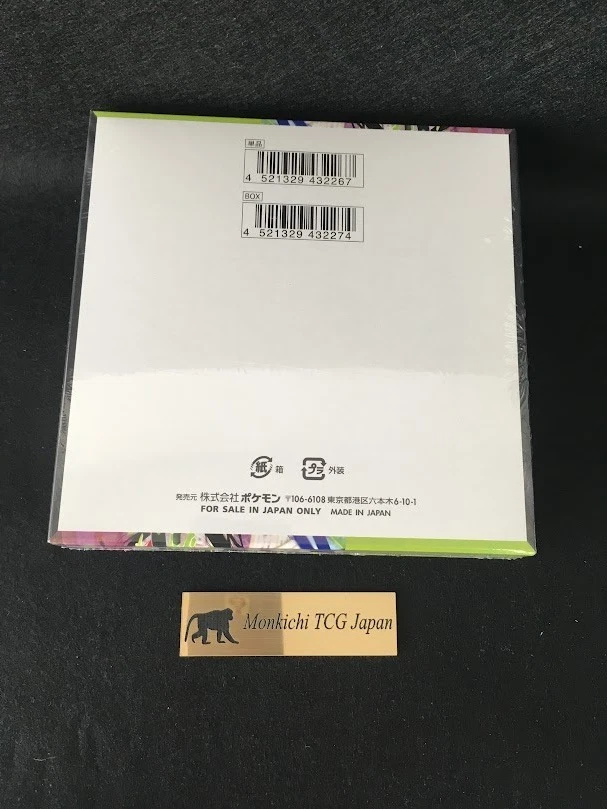 単品
4 521329 432267
BOX
4 521329 432274
紙 箱 プラ 外装
発売元 株式会社 ポケモン 〒106-6108 東京都港区六本木6-10-1
FOR SALE IN JAPAN ONLY MADE IN JAPAN
Monkichi TCG Japan